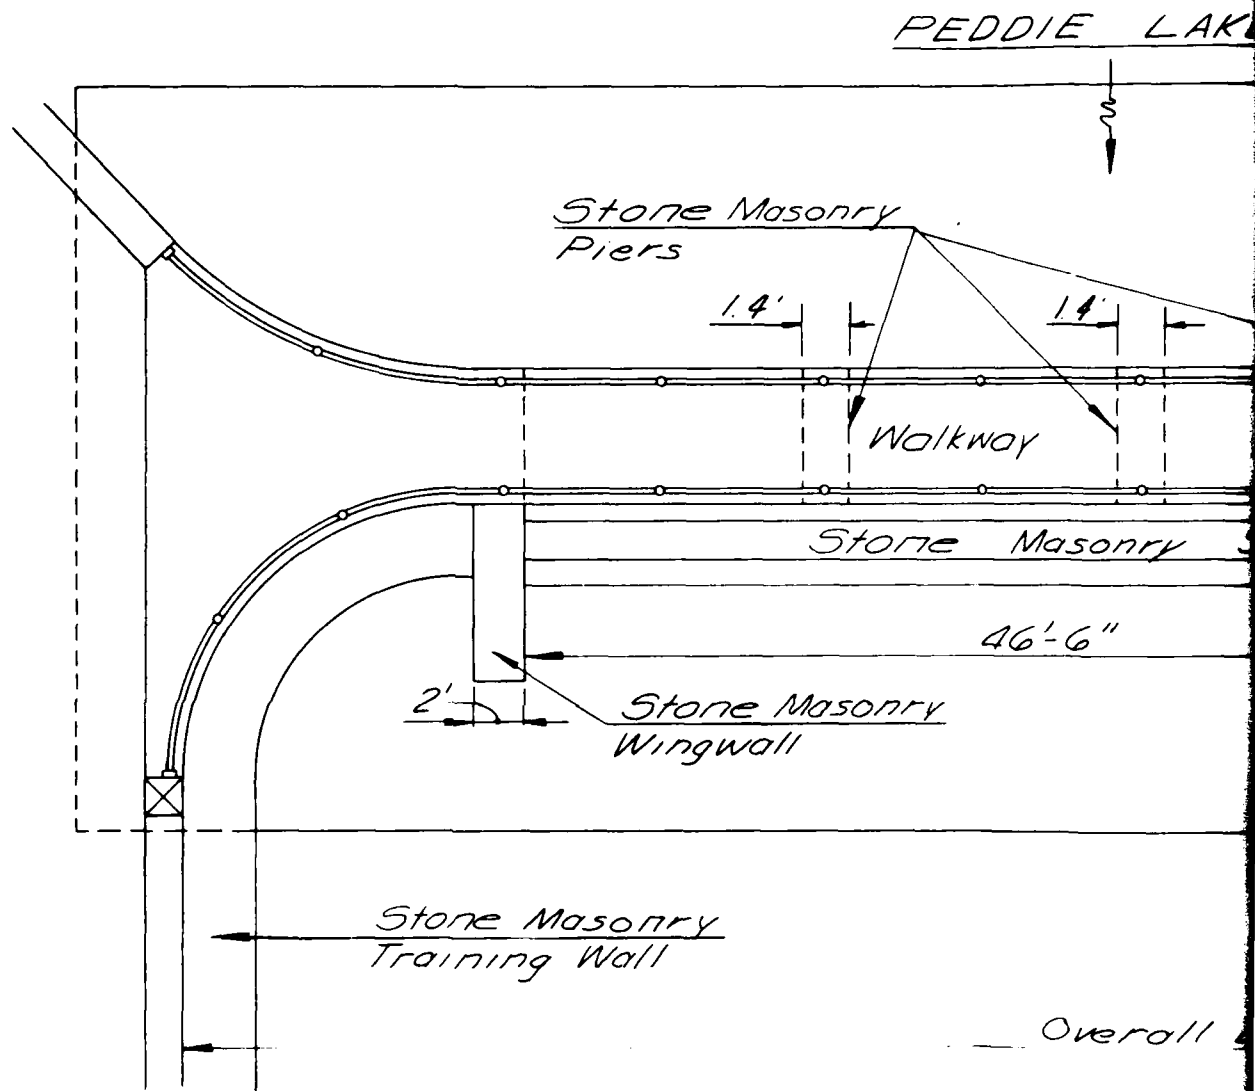 PEDDIE LAK
Stone Masonry
Piers
1.4'
1.4'
Walkway
Stone Masonry
46'-6"
2'
Stone Masonry
Wingwall
Stone Masonry
Training Wall
Overall